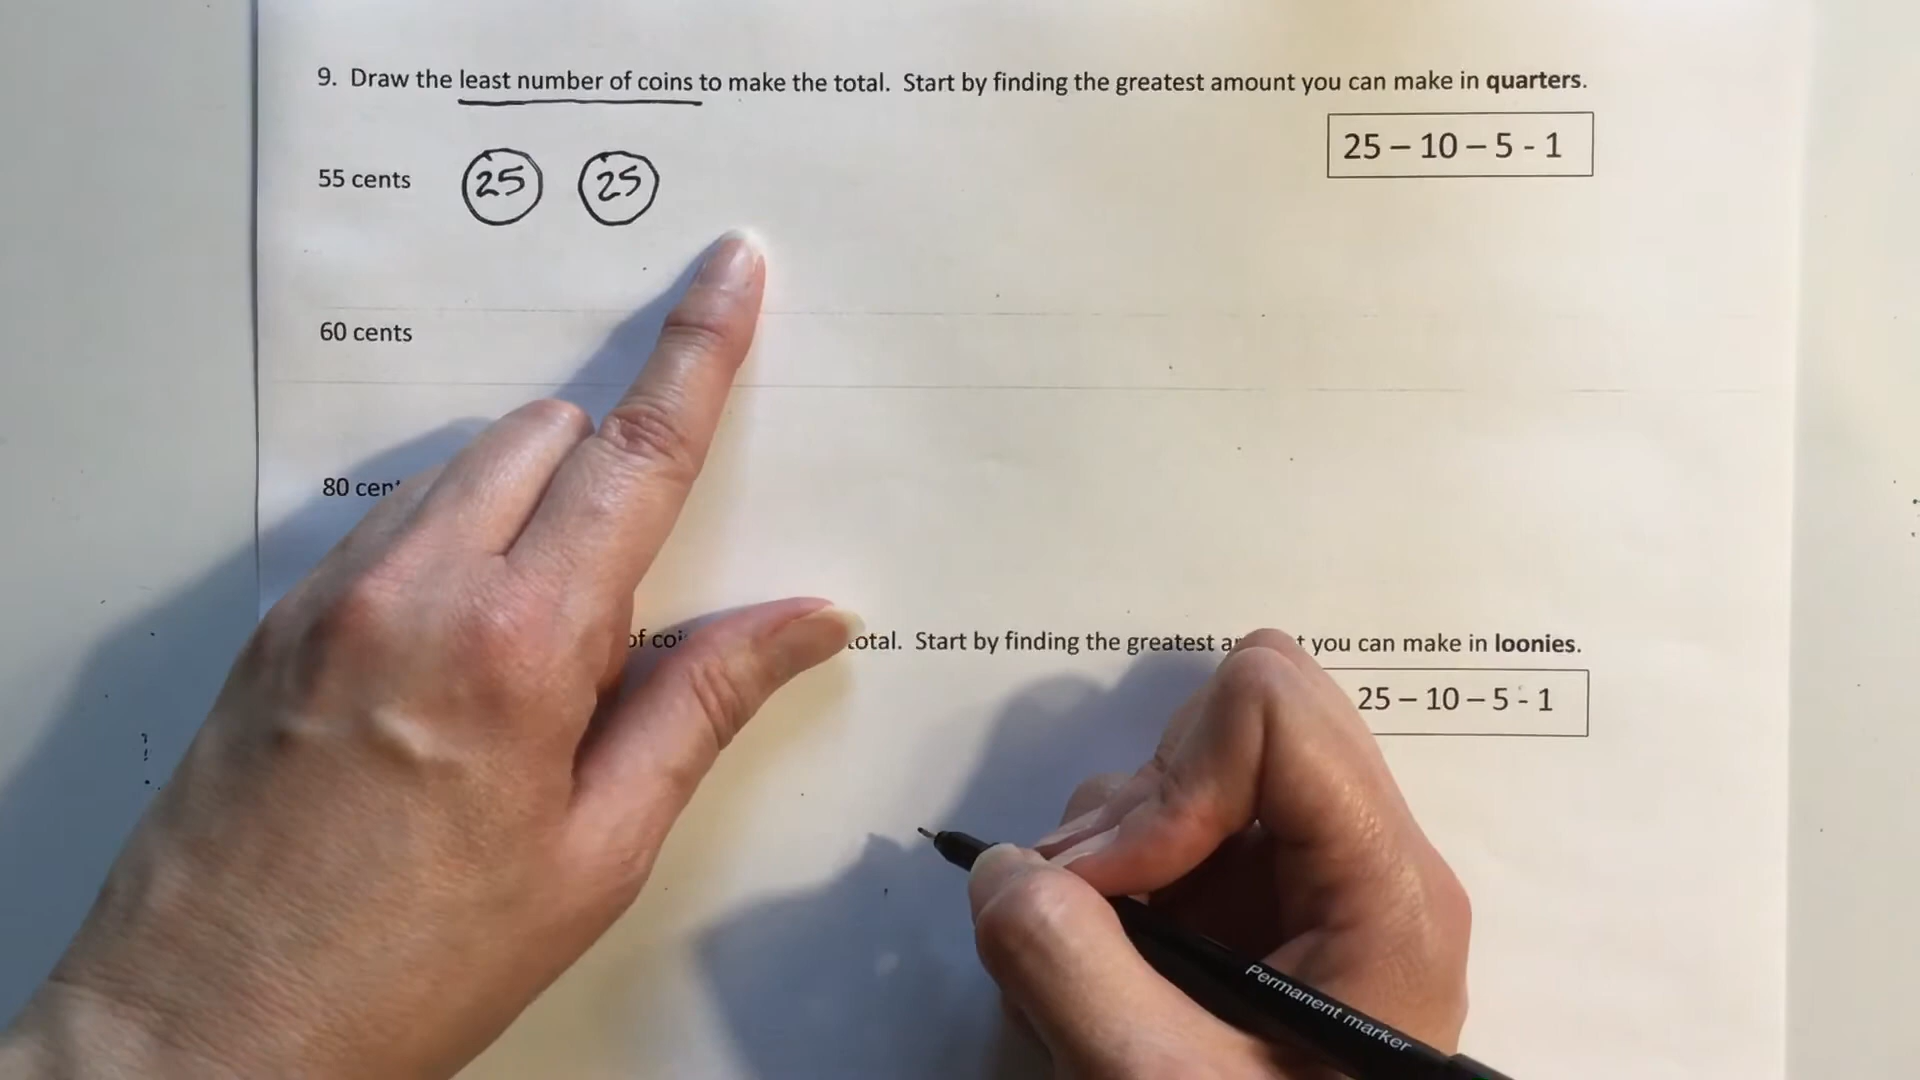 9. Draw the least number of coins to make the total. Start by finding the greatest amount you can make in quarters.
25 – 10 – 5 - 1
55 cents 25 25
60 cents
80
of total. Start by finding the greatest you can make in loonies.
25 – 10 – 5 - 1
Permanent marker